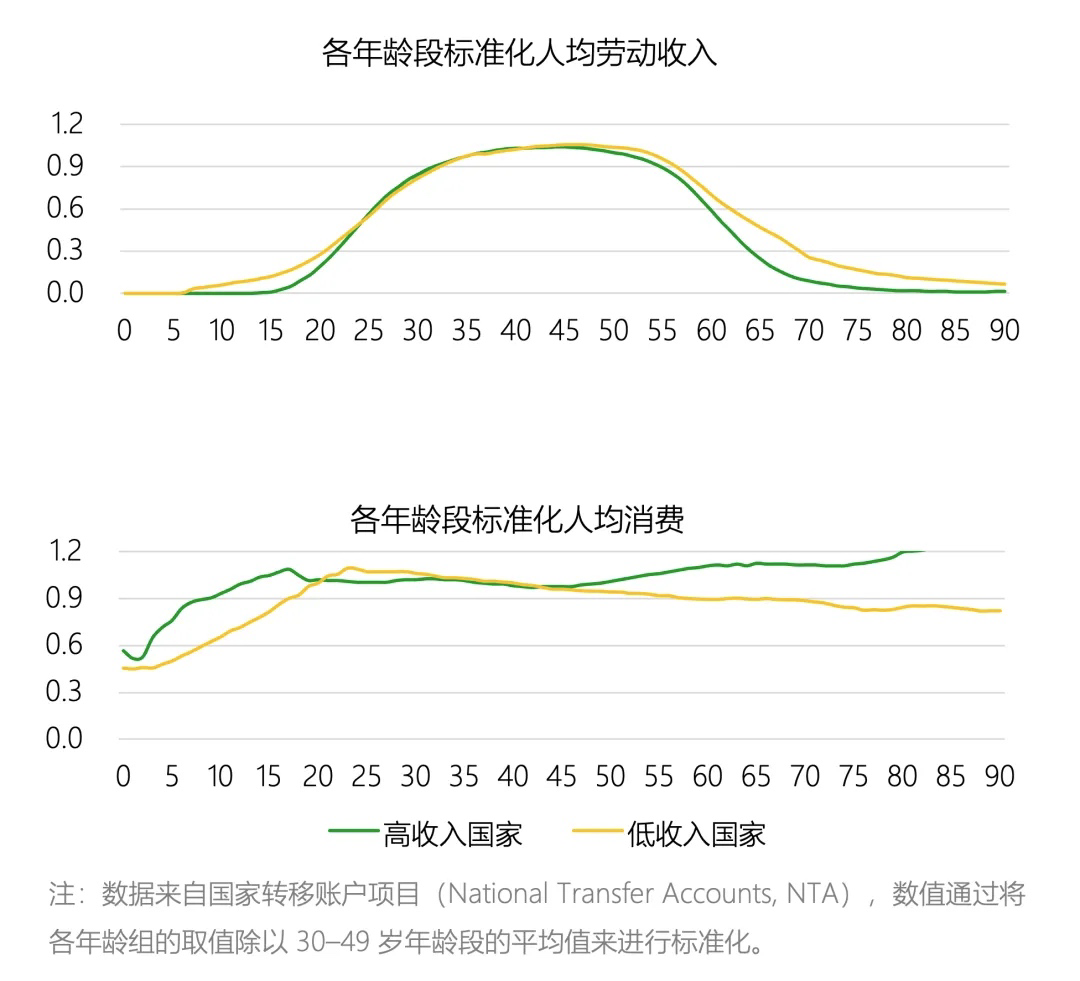 各年龄段标准化人均劳动收入
1.2
0.9
0.6
0.3
0.0
0 5 10 15 20 25 30 35 40 45 50 55 60 65 70 75 80 85 90
各年龄段标准化人均消费
1.2
0.9
0.6
0.3
0.0
0 5 10 15 20 25 30 35 40 45 50 55 60 65 70 75 80 85 90
高收入国家 低收入国家
注：数据来自国家转移账户项目（National Transfer Accounts, NTA），数值通过将
各年龄组的取值除以 30–49 岁年龄段的平均值来进行标准化。